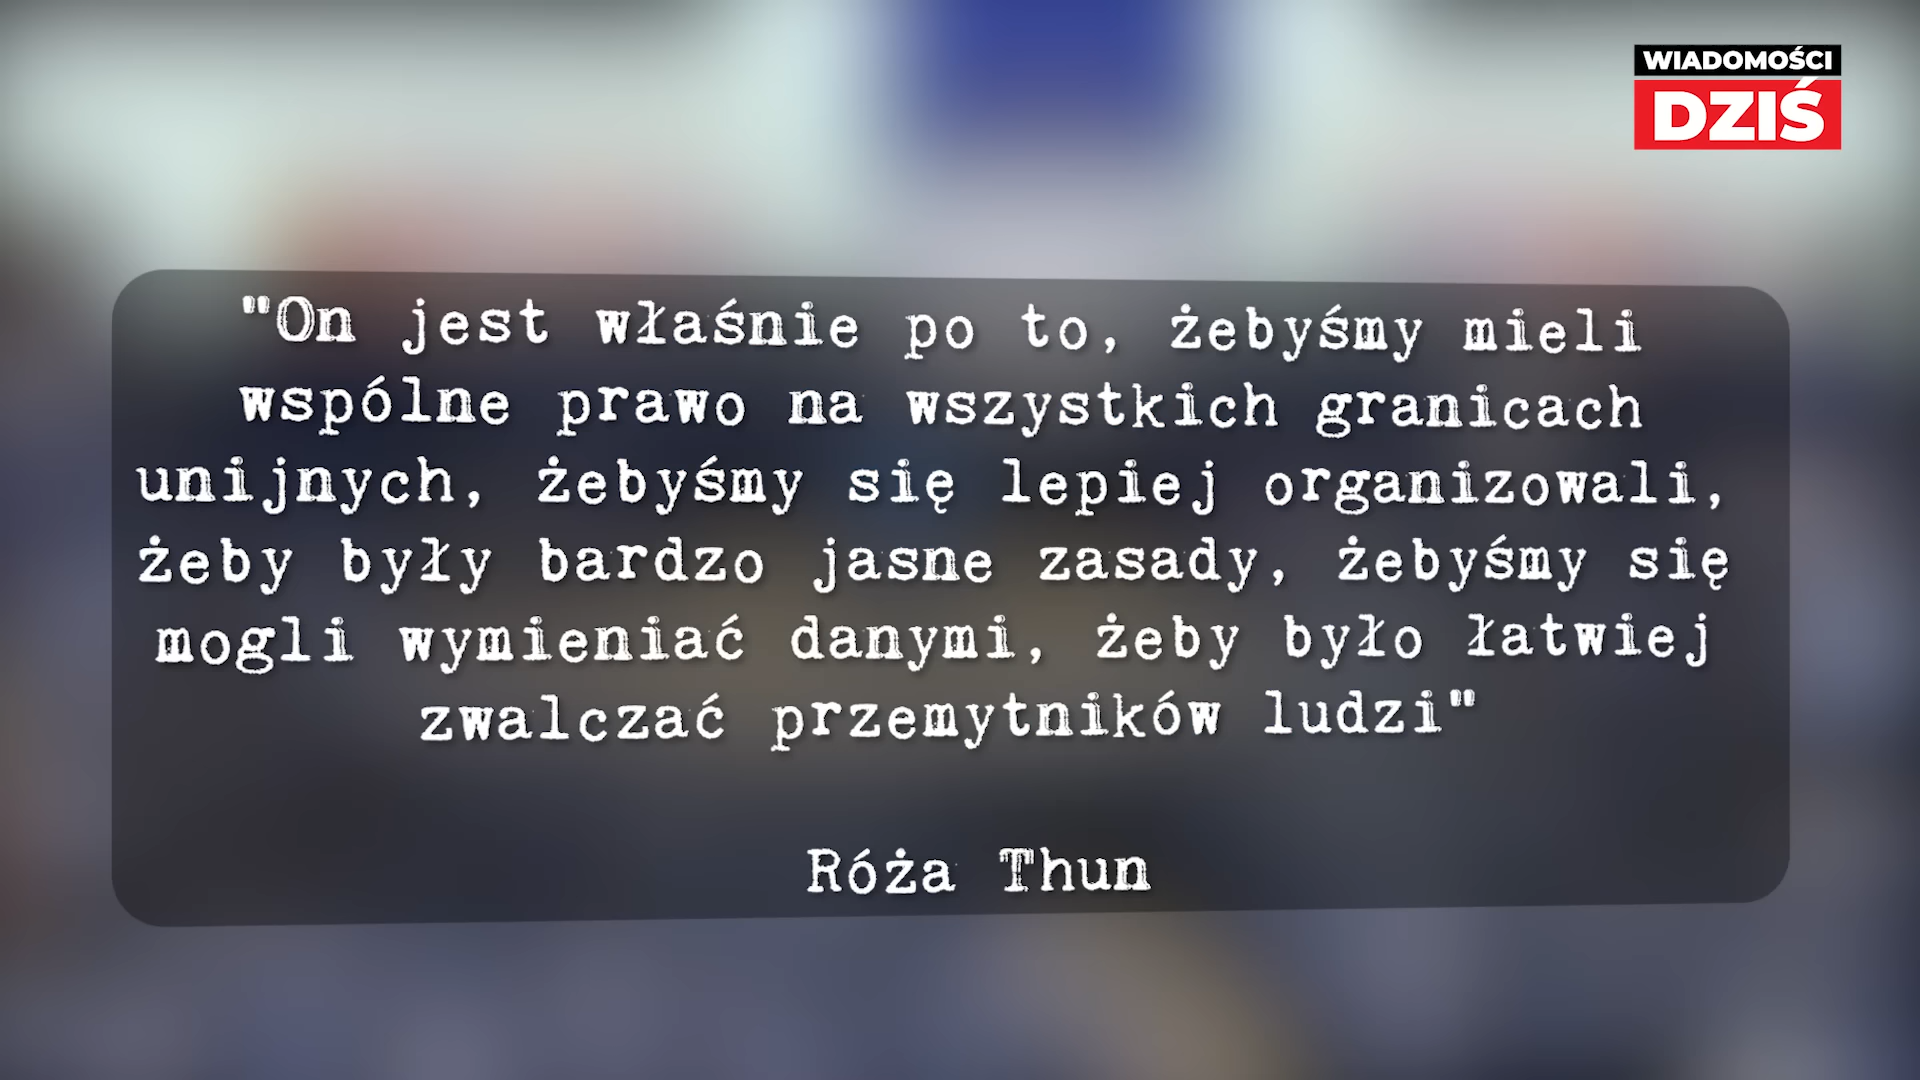 WIADOMOŚCI
DZIŚ
"On jest właśnie po to, żebyśmy mieli
wspólne prawo na wszystkich granicach
unijnych, żebyśmy się lepiej organizowali,
żeby były bardzo jasne zasady, żebyśmy się
mogli wymieniać danymi, żeby było łatwiej
zwalczać przemytników ludzi"
Róża Thun